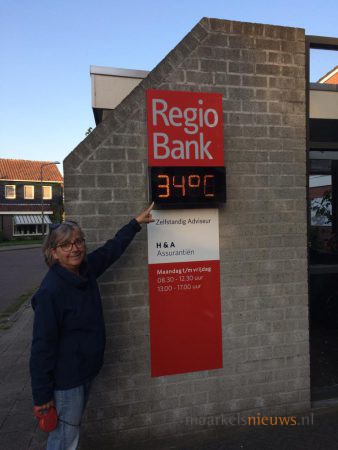 Regio
Bank
34°C
Zelfstandig Adviseur
H & A
Assurantiën
Maandag t/m vrijdag
08.30 - 12.30 uur
13.00 - 17.00 uur
maarkelsnieuws.nl